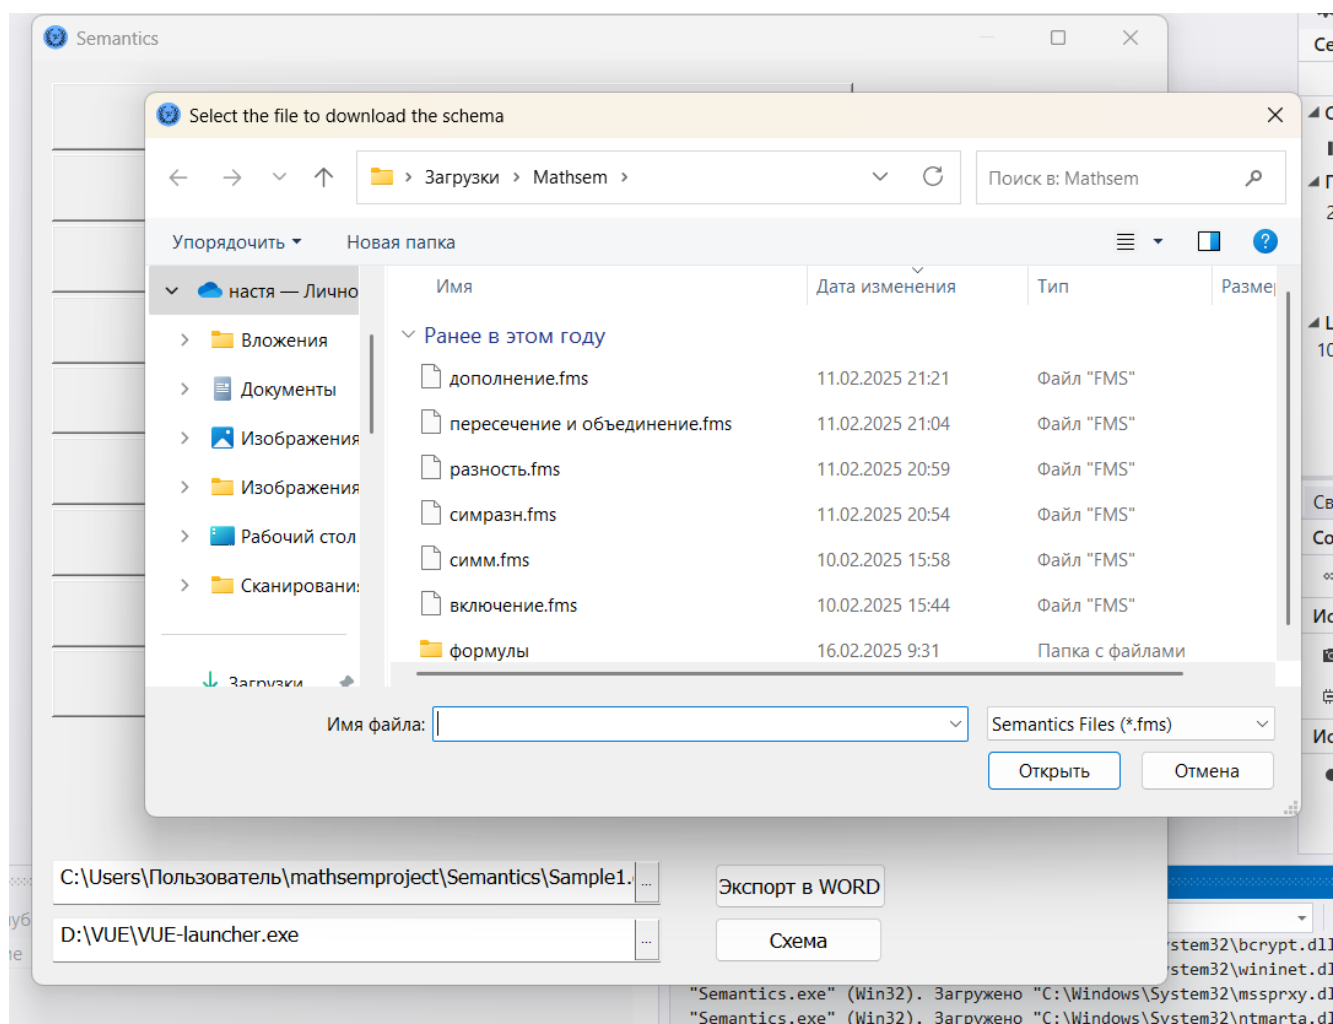 Semantics
Select the file to download the schema
Загрузки > Mathsem >
Поиск в: Mathsem
Упорядочить
Новая папка
настя — Лично
Вложения
Документы
Изображения
Изображения
Рабочий стол
Загрузки
Имя Дата изменения Тип
Ранее в этом году
дополнение.fms 11.02.2025 21:21 Файл "FMS"
пересечение и объединение.fms 11.02.2025 21:04 Файл "FMS"
разность.fms 11.02.2025 20:59 Файл "FMS"
симразн.fms 11.02.2025 20:54 Файл "FMS"
симм.fms 10.02.2025 15:58 Файл "FMS"
включение.fms 10.02.2025 15:44 Файл "FMS"
формулы 16.02.2025 9:31 Папка с файлами
Имя файла:
Semantics Files (*.fms)
Открыть
Отмена
C:\Users\Пользователь\mathsemproject\Semantics\Sample1.
...
Экспорт в WORD
D:\VUE\VUE-launcher.exe
...
Схема
stem32\bcrypt.dll
stem32\wininet.dl
"Semantics.exe" (Win32). Загружено "C:\Windows\System32\mssprxy.dl
"Semantics.exe" (Win32). Загружено "C:\Windows\System32\ntmarta.dl